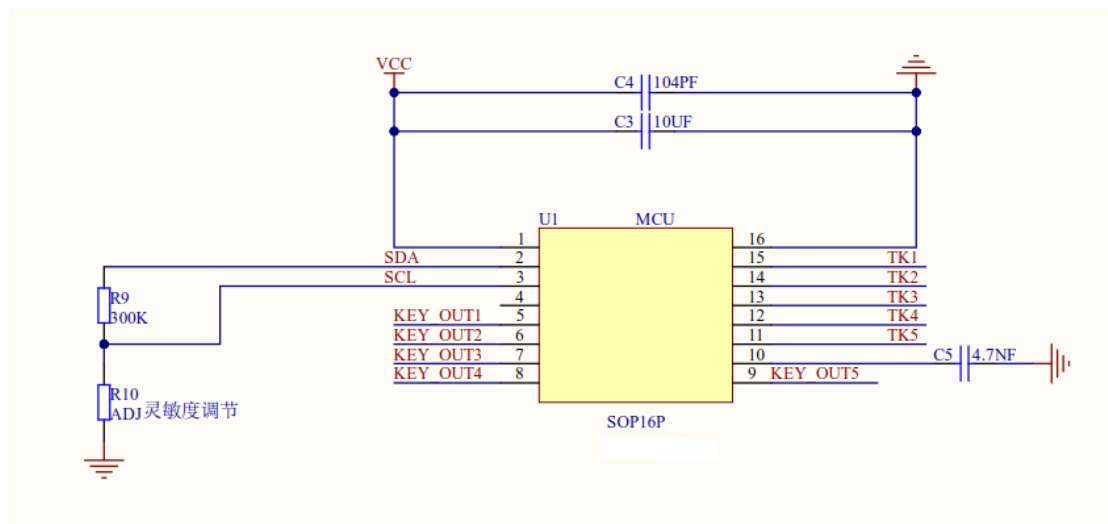 VCC
C4 104PF
C3 10UF
U1 MCU
1 16
SDA 2 15 TK1
SCL 3 14 TK2
R9 4 13 TK3
300K
KEY_OUT1 5 12 TK4
KEY_OUT2 6 11 TK5
KEY_OUT3 7 10 C5 4.7NF
KEY_OUT4 8 9 KEY_OUT5
R10
ADJ灵敏度调节
SOP16P